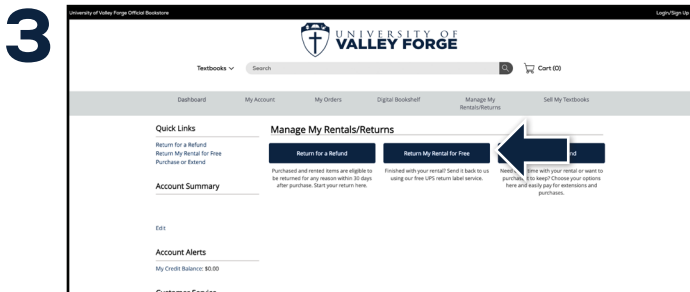 3
University of Valley Forge Official Bookstore
Login/Sign Up
UNIVERSITY OF
VALLEY FORGE
Textbooks
Search
Cart (0)
Dashboard
My Account
My Orders
Digital Bookshelf
Manage My
Rentals/Returns
Sell My Textbooks
Quick Links
Return for a Refund
Return My Rental for Free
Purchase or Extend
Account Summary
Edit
Account Alerts
My Credit Balance: $0.00
Customer Service
Manage My Rentals/Returns
Return for a Refund
Purchased and rented items are eligible to
be returned for any reason within 30 days
after purchase. Start your return here.
Return My Rental for Free
Finished with your rental? Send it back to us
using our free UPS return label service.
Need time with your rental or want to
purchase it to keep? Choose your options
here and easily pay for extensions and
purchases.